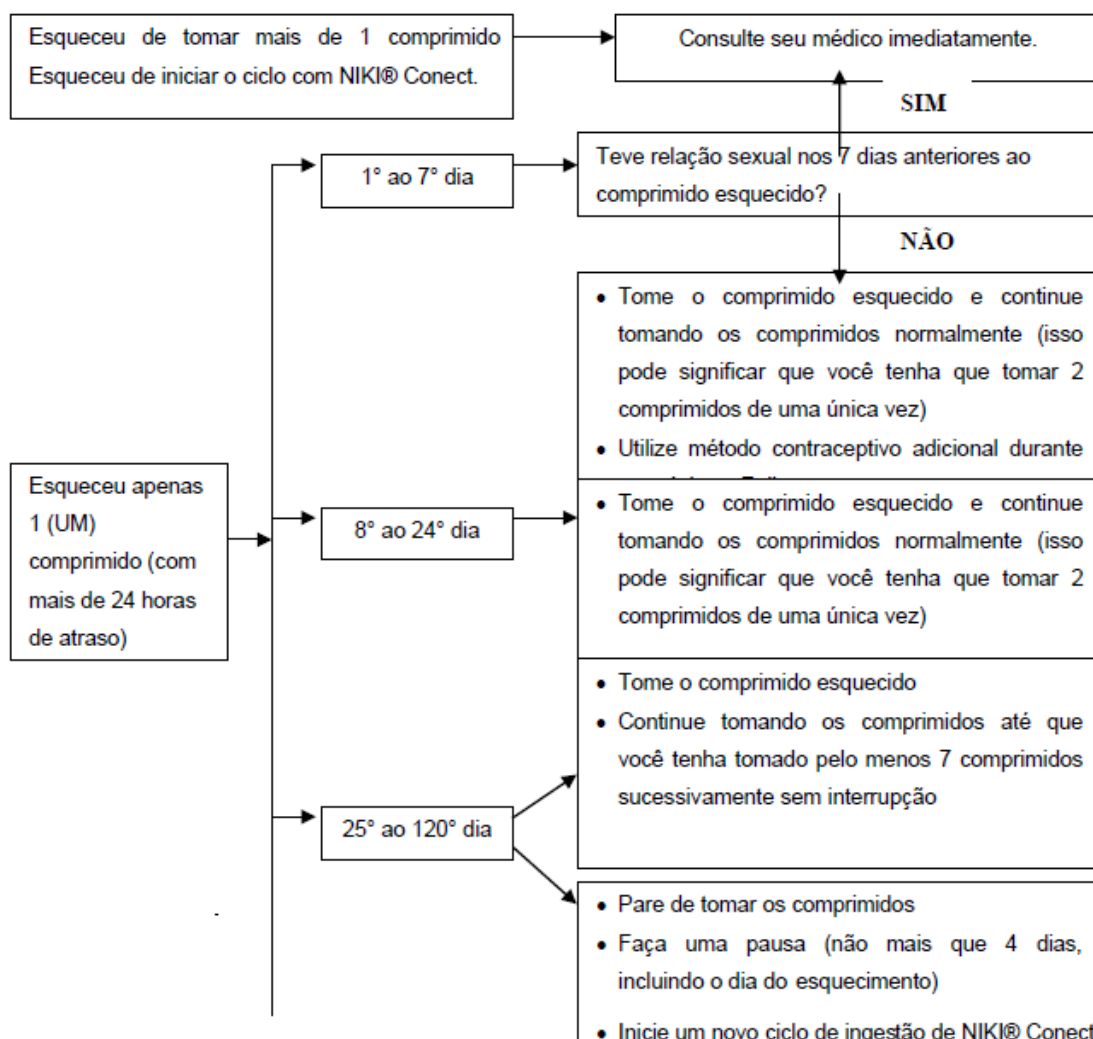 Esqueceu de tomar mais de 1 comprimido
Esqueceu de iniciar o ciclo com NIKI® Conect.
Consulte seu médico imediatamente.
SIM
1° ao 7° dia
Teve relação sexual nos 7 dias anteriores ao
comprimido esquecido?
NÃO
• Tome o comprimido esquecido e continue
tomando os comprimidos normalmente (isso
pode significar que você tenha que tomar 2
comprimidos de uma única vez)
• Utilize método contraceptivo adicional durante
Esqueceu apenas
1 (UM)
comprimido (com
mais de 24 horas
de atraso)
8° ao 24° dia
• Tome o comprimido esquecido e continue
tomando os comprimidos normalmente (isso
pode significar que você tenha que tomar 2
comprimidos de uma única vez)
25° ao 120° dia
• Tome o comprimido esquecido
• Continue tomando os comprimidos até que
você tenha tomado pelo menos 7 comprimidos
sucessivamente sem interrupção
• Pare de tomar os comprimidos
• Faça uma pausa (não mais que 4 dias,
incluindo o dia do esquecimento)
• Inicie um novo ciclo de ingestão de NIKI® Conect